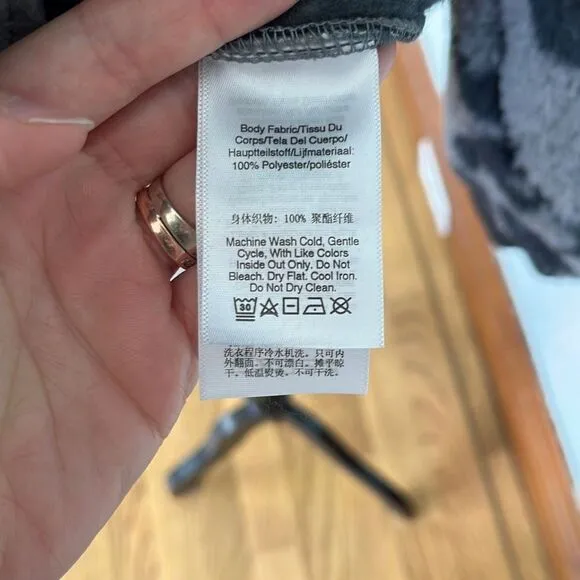 Body Fabric/Tissu Du
Corps/Tela Del Cuerpo/
Hauptteilstoff/Lijfmateriaal:
100% Polyester/poliéster
身体织物: 100% 聚酯纤维
Machine Wash Cold, Gentle
Cycle, With Like Colors
Inside Out Only. Do Not
Bleach. Dry Flat. Cool Iron.
Do Not Dry Clean.
30
洗衣程序冷水机洗。只可内
外翻面。不可漂白。摊平晾
干。低温熨烫。不可干洗。